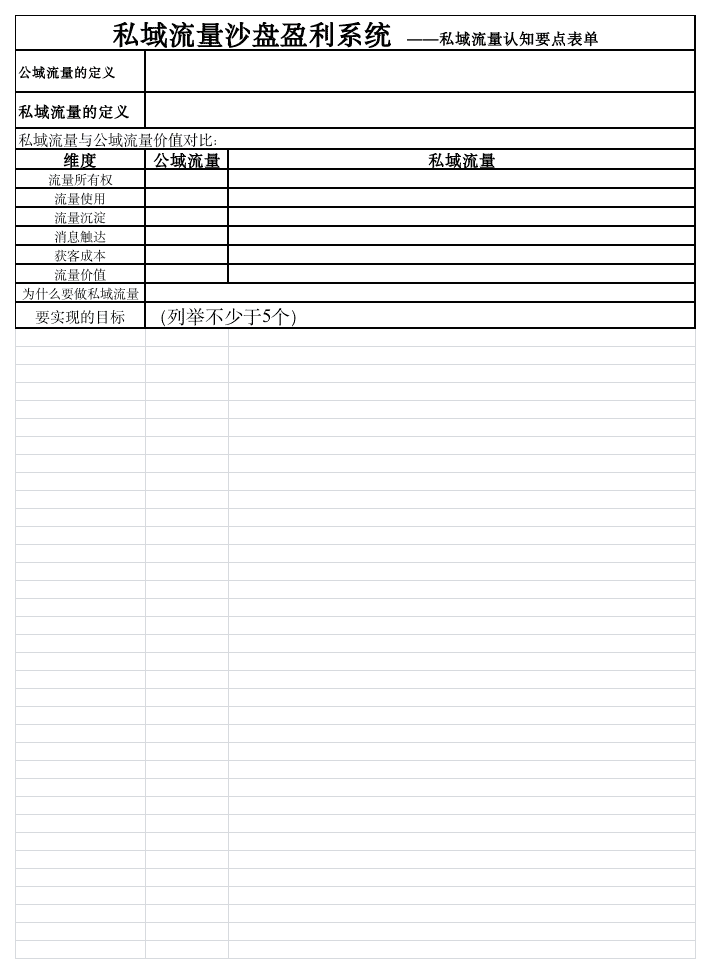 私域流量沙盘盈利系统 ——私域流量认知要点表单
公域流量的定义
私域流量的定义
私域流量与公域流量价值对比:
维度 公域流量 私域流量
流量所有权
流量使用
流量沉淀
消息触达
获客成本
流量价值
为什么要做私域流量
要实现的目标 (列举不少于5个)